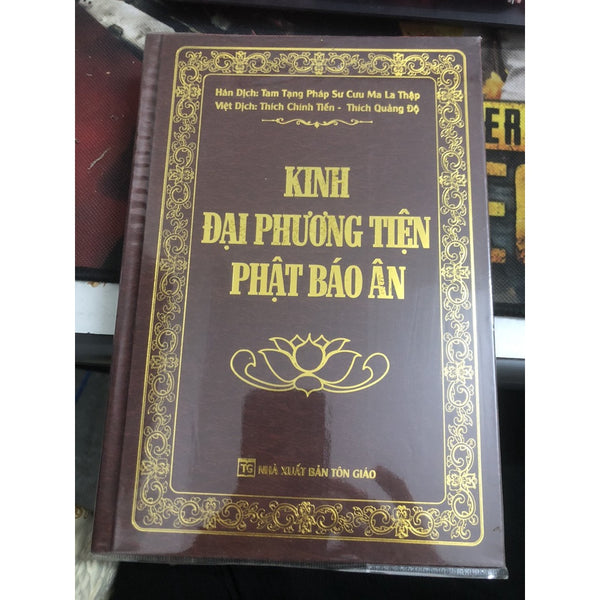 Hán Dịch: Tam Tạng Pháp Sư Cưu Ma La Thập
Việt Dịch: Thích Chính Tiến - Thích Quảng Độ
KINH
ĐẠI PHƯƠNG TIỆN
PHẬT BÁO ÂN
TG NHÀ XUẤT BẢN TÔN GIÁO
ER